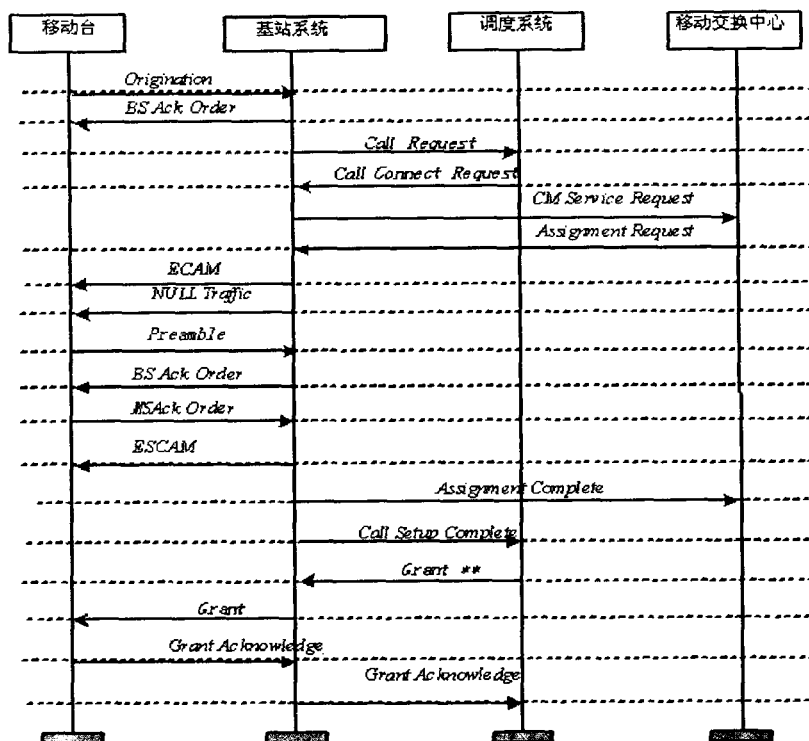 移动台
基站系统
调度系统
移动交换中心
Origination
BS Ack Order
Call Request
Call Connect Request
CM Service Request
Assignment Request
ECAM
NULL Traffic
Preamble
BS Ack Order
MSAck Order
ESCAM
Assignment Complete
Call Setup Complete
Grant **
Grant
Grant Acknowledge
Grant Acknowledge